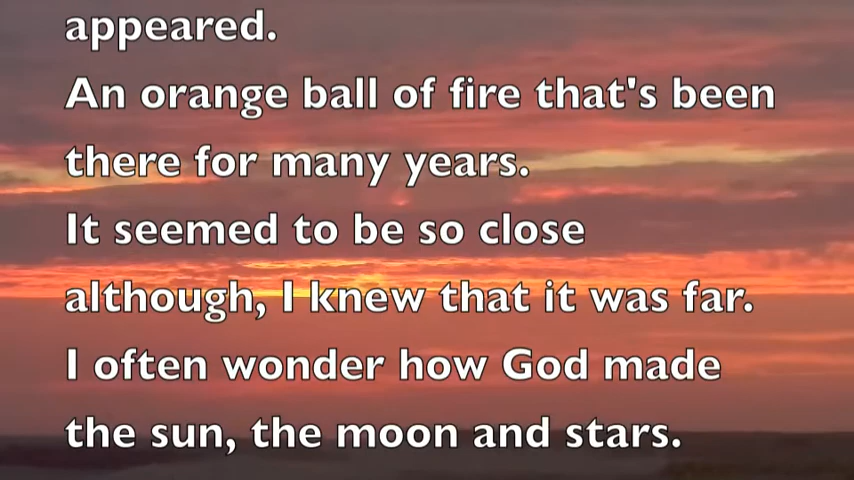 appeared.
An orange ball of fire that's been
there for many years.
It seemed to be so close
although, I knew that it was far.
I often wonder how God made
the sun, the moon and stars.